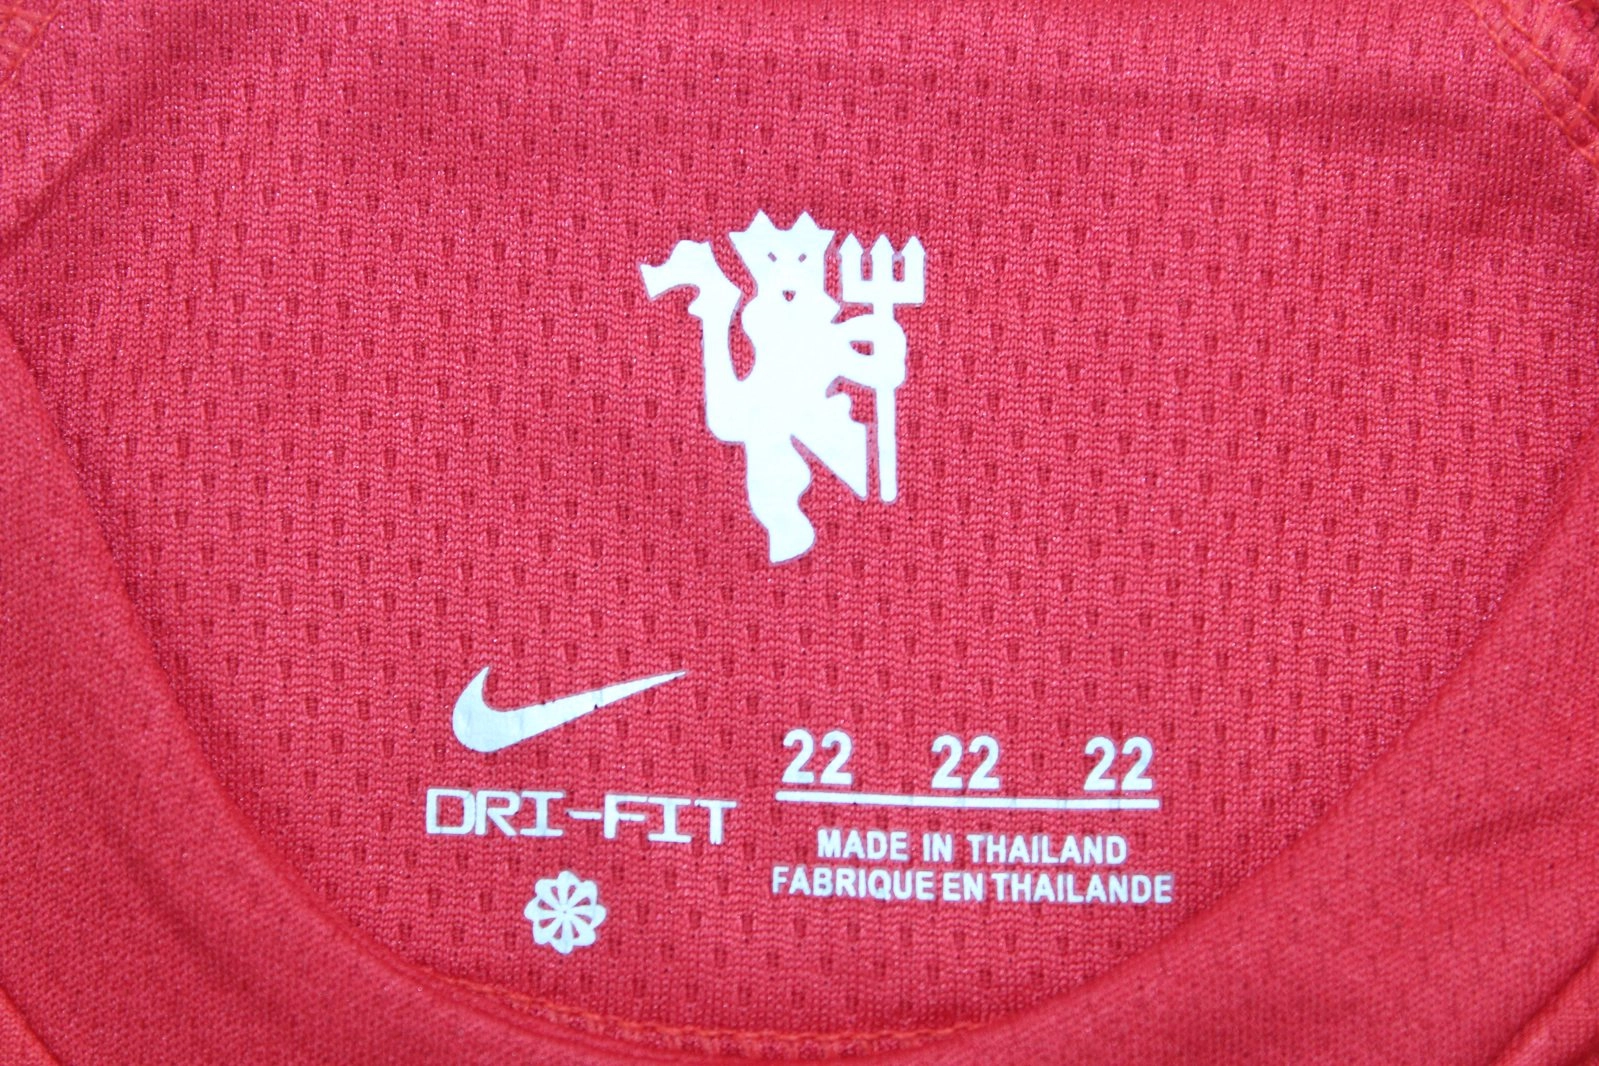 DRI-FIT
22 22 22
MADE IN THAILAND
FABRIQUE EN THAILANDE